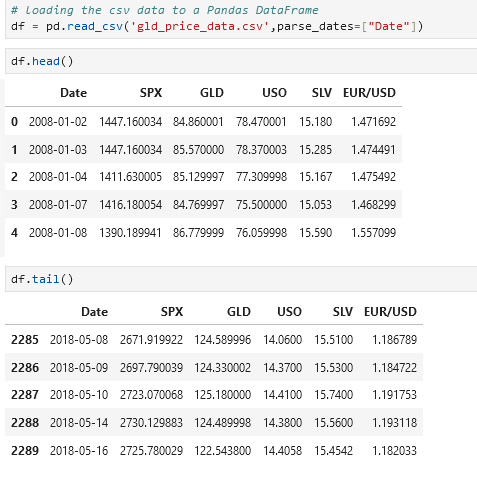 # loading the csv data to a Pandas DataFrame
df = pd.read_csv('gld_price_data.csv',parse_dates=["Date"])
df.head()
Date SPX GLD USO SLV EUR/USD
0 2008-01-02 1447.160034 84.860001 78.470001 15.180 1.471692
1 2008-01-03 1447.160034 85.570000 78.370003 15.285 1.474491
2 2008-01-04 1411.630005 85.129997 77.309998 15.167 1.475492
3 2008-01-07 1416.180054 84.769997 75.500000 15.053 1.468299
4 2008-01-08 1390.189941 86.779999 76.059998 15.590 1.557099
df.tail()
Date SPX GLD USO SLV EUR/USD
2285 2018-05-08 2671.919922 124.589996 14.0600 15.5100 1.186789
2286 2018-05-09 2697.790039 124.330002 14.3700 15.5300 1.184722
2287 2018-05-10 2723.070068 125.180000 14.4100 15.7400 1.191753
2288 2018-05-14 2730.129883 124.489998 14.3800 15.5600 1.193118
2289 2018-05-16 2725.780029 122.543800 14.4058 15.4542 1.182033